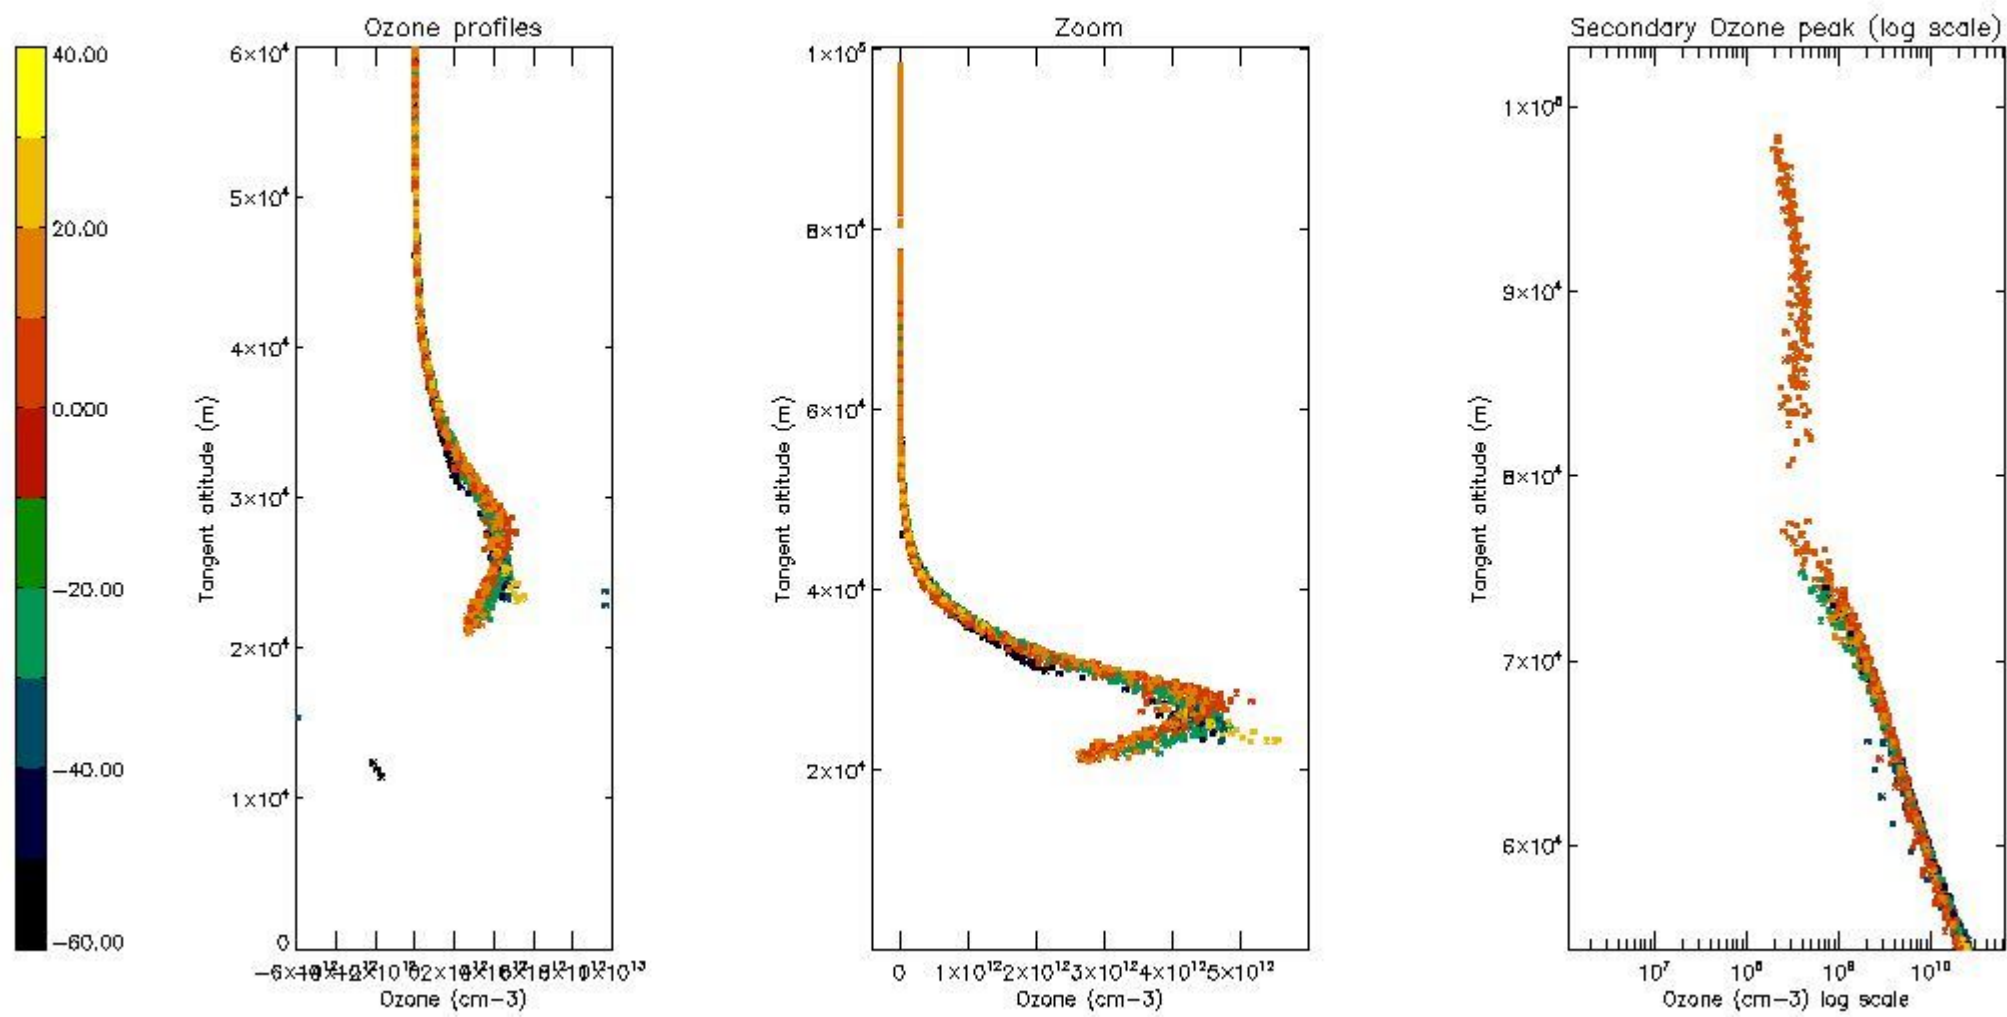 Ozone profiles
Zoom
Secondary Ozone peak (log scale)
40.00
20.00
0.000
-20.00
-40.00
-60.00
6×10⁴
5×10⁴
4×10⁴
3×10⁴
2×10⁴
1×10⁴
0
Tangent altitude (m)
Ozone (cm-3)
1×10⁵
8×10⁴
6×10⁴
4×10⁴
2×10⁴
Tangent altitude (m)
0 1×10¹² 2×10¹² 3×10¹² 4×10¹² 5×10¹²
Ozone (cm-3)
9×10⁴
8×10⁴
7×10⁴
6×10⁴
Tangent altitude (m)
10⁷ 10⁸ 10⁹ 10¹⁰
Ozone (cm-3) log scale